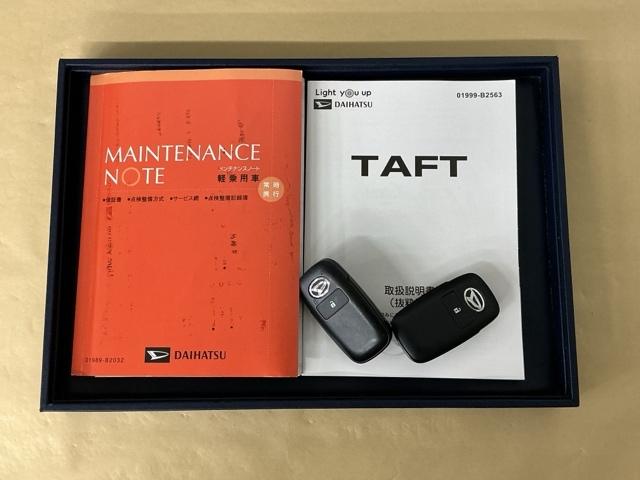 MAINTENANCE
NOTE
メンテナンスノート
軽乗用車
常時
携行
•保証書 •点検整備方式 •サービス網 •点検整備記録簿
DAIHATSU
01989-B2032
Light you up
DAIHATSU
01999-B2563
TAFT
取扱説明書
（抜粋